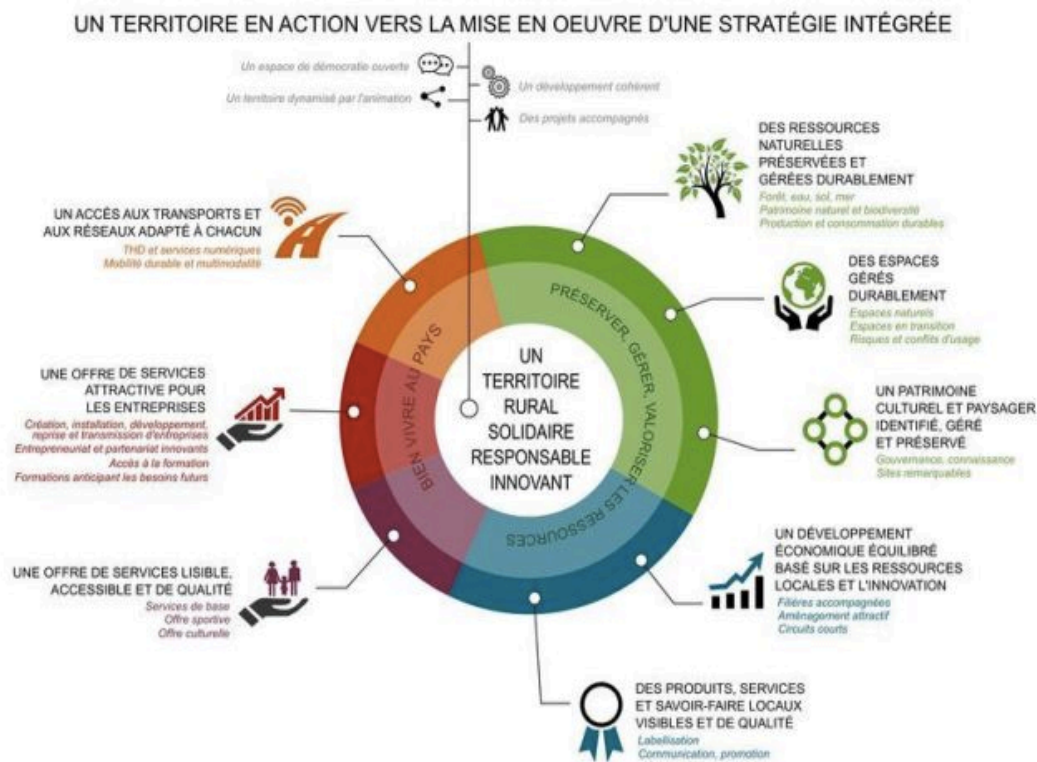 UN TERRITOIRE EN ACTION VERS LA MISE EN OEUVRE D'UNE STRATÉGIE INTÉGRÉE
Un espace de démocratie ouverte
Un développement cohérent
Un territoire dynamisé par l'animation
Des projets accompagnés
DES RESSOURCES
NATURELLES
PRÉSERVÉES ET
GÉRÉES DURABLEMENT
Forêt, eau, sol, mer
Patrimoine naturel et biodiversité
Production et consommation durables
UN ACCÈS AUX TRANSPORTS ET
AUX RÉSEAUX ADAPTÉ À CHACUN
THD et services numériques
Mobilité durable et multimodalité
DES ESPACES
GÉRÉS
DURABLEMENT
Espaces naturels
Espaces en transition
Risques et conflits d'usage
UNE OFFRE DE SERVICES
ATTRACTIVE POUR
LES ENTREPRISES
Création, installation, développement,
reprise et transmission d'entreprises
Entrepreneuriat et partenariat innovants
Accès à la formation
Formations anticipant les besoins futurs
BIEN VIVRE AU PAYS
PRÉSERVER, GÉRER, VALORISER LES RESSOURCES
UN
TERRITOIRE
RURAL
SOLIDAIRE
RESPONSABLE
INNOVANT
UN PATRIMOINE
CULTUREL ET PAYSAGER
IDENTIFIÉ, GÉRÉ
ET PRÉSERVÉ
Gouvernance, connaissance
Sites remarquables
UN DÉVELOPPEMENT
ÉCONOMIQUE ÉQUILIBRÉ
BASÉ SUR LES RESSOURCES
LOCALES ET L'INNOVATION
Filières accompagnées
Aménagement attractif
Circuits courts
UNE OFFRE DE SERVICES LISIBLE,
ACCESSIBLE ET DE QUALITÉ
Services de base
Offre sportive
Offre culturelle
DES PRODUITS, SERVICES
ET SAVOIR-FAIRE LOCAUX
VISIBLES ET DE QUALITÉ
Labellisation
Communication, promotion